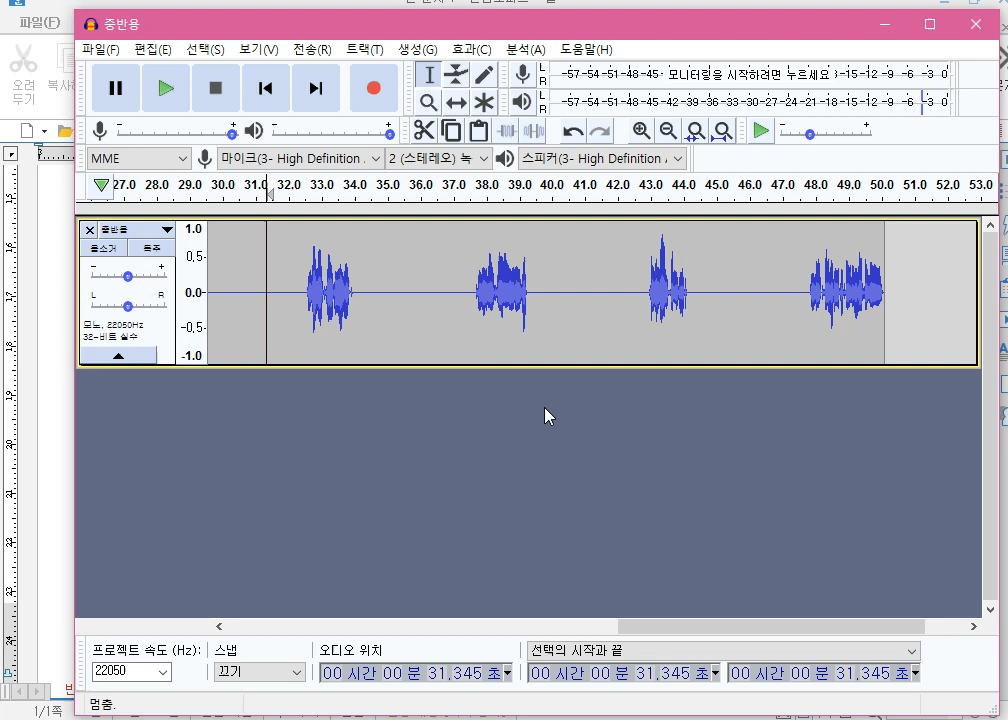 파일(F)
오려
두기
복사하
중반용
파일(F) 편집(E) 선택(S) 보기(V) 전송(R) 트랙(T) 생성(G) 효과(C) 분석(A) 도움말(H)
L
R
-57-54-51-48-45- 모니터링을 시작하려면 누르세요 -15-12 -9 -6 -3 0
L
R
-57-54-51-48-45-42-39-36-33-30-27-24-21-18-15-12 -9 -6 -3 0
MME 마이크(3- High Definition 2 (스테레오) 녹 스피커(3- High Definition
27.0 28.0 29.0 30.0 31.0 32.0 33.0 34.0 35.0 36.0 37.0 38.0 39.0 40.0 41.0 42.0 43.0 44.0 45.0 46.0 47.0 48.0 49.0 50.0 51.0 52.0 53.0
중반용
음소거 독주
- +
L R
모노, 22050Hz
32-비트 실수
1.0
0.5-
0.0-
-0.5-
-1.0
프로젝트 속도 (Hz): 스냅 오디오 위치 선택의 시작과 끝
22050 끄기 00 시간 00 분 31.345 초 00 시간 00 분 31.345 초 00 시간 00 분 31.345 초
멈춤.
1/1쪽